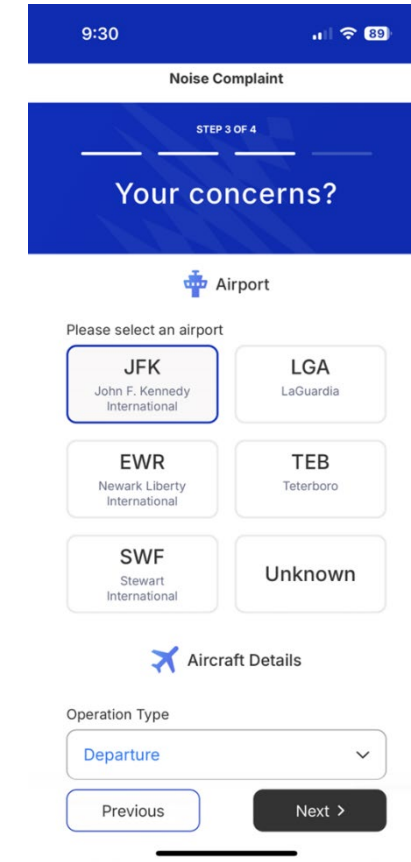 9:30
89
Noise Complaint
STEP 3 OF 4
Your concerns?
Airport
Please select an airport
JFK
John F. Kennedy
International
LGA
LaGuardia
EWR
Newark Liberty
International
TEB
Teterboro
SWF
Stewart
International
Unknown
Aircraft Details
Operation Type
Departure
Previous
Next >